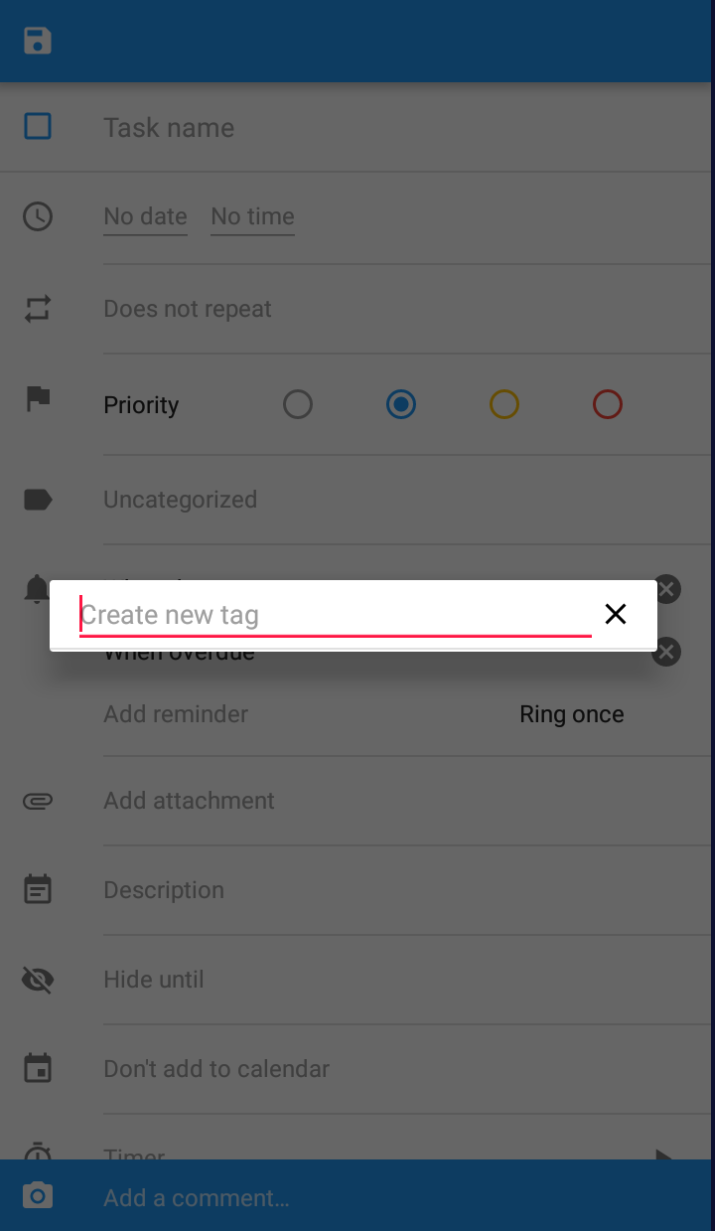 Task name
No date No time
Does not repeat
Priority
Uncategorized
Create new tag
When overdue
Add reminder Ring once
Add attachment
Description
Hide until
Don't add to calendar
Timer
Add a comment...